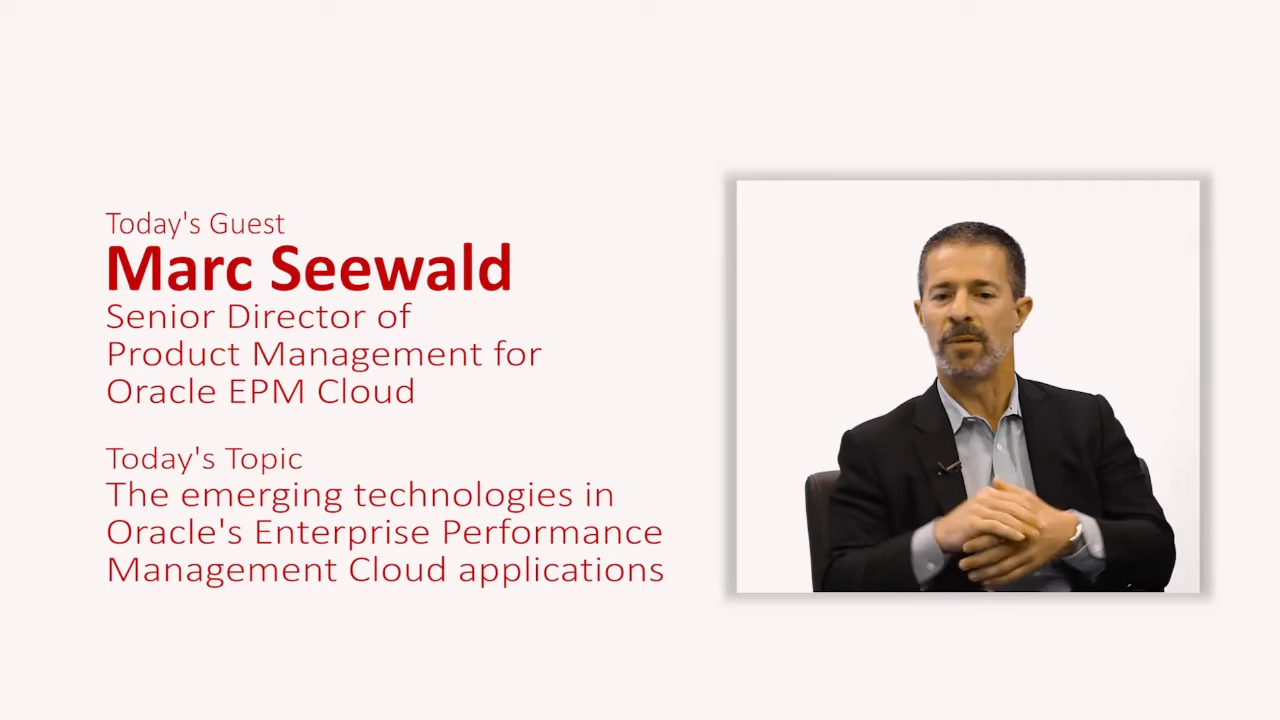 Today's Guest
Marc Seewald
Senior Director of
Product Management for
Oracle EPM Cloud
Today's Topic
The emerging technologies in
Oracle's Enterprise Performance
Management Cloud applications